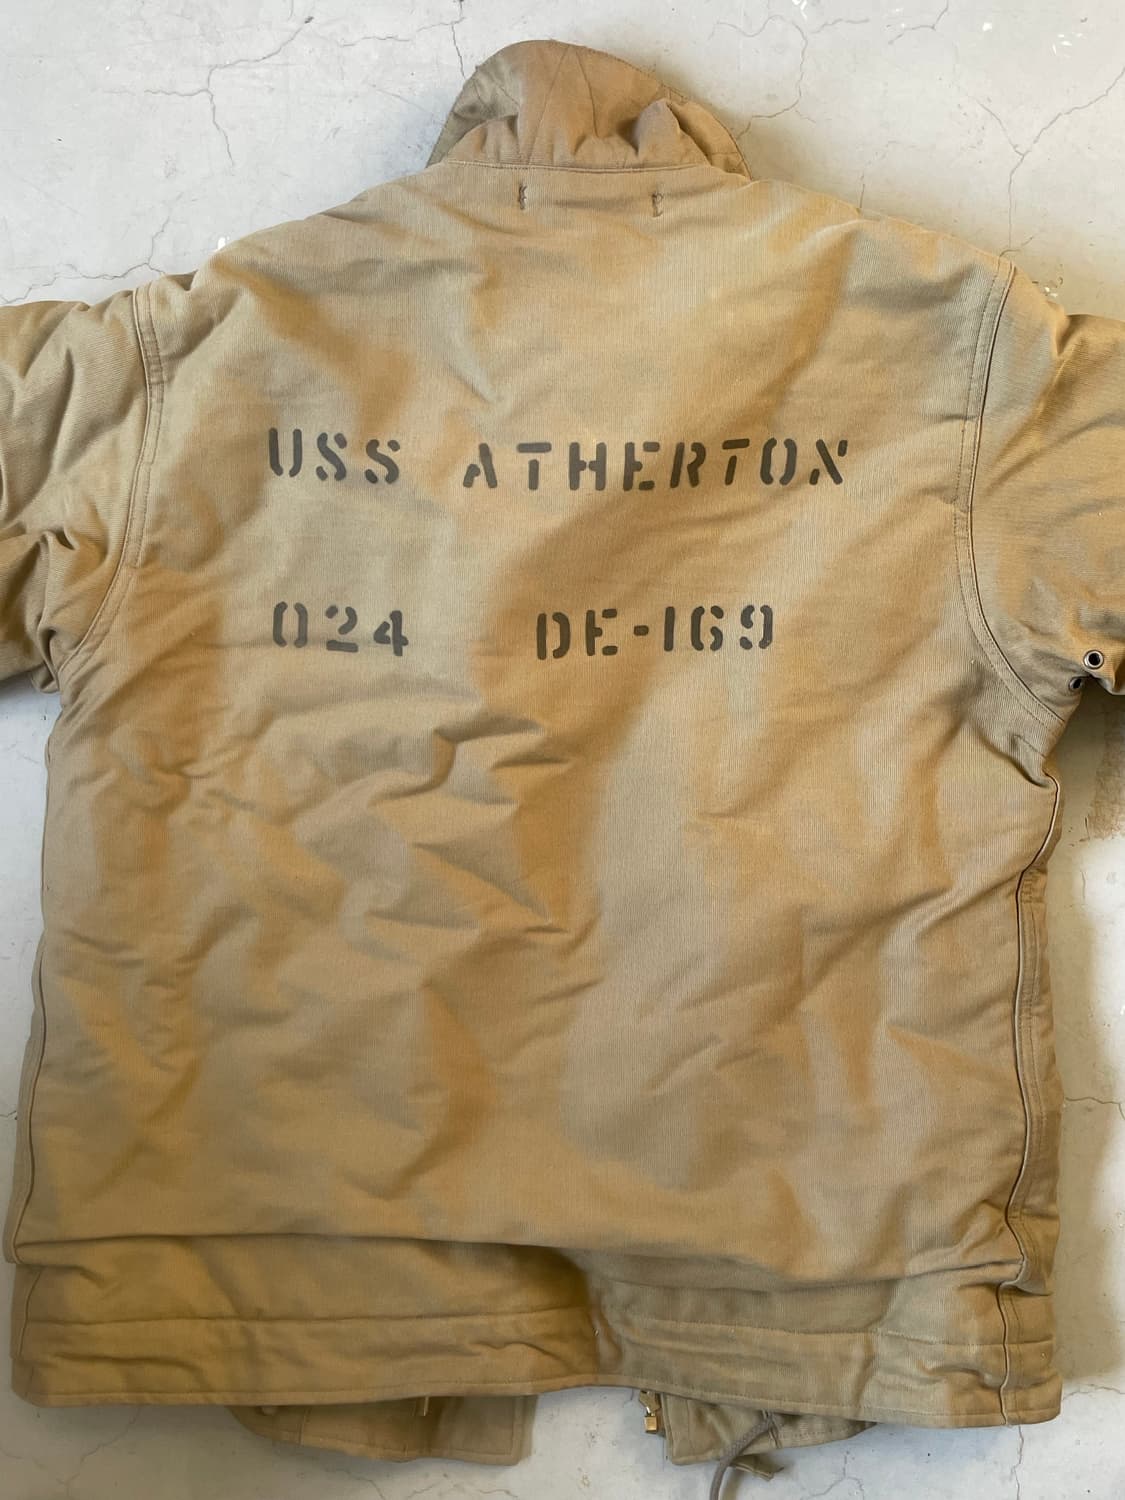 USS ATHERTON
024 DE-169